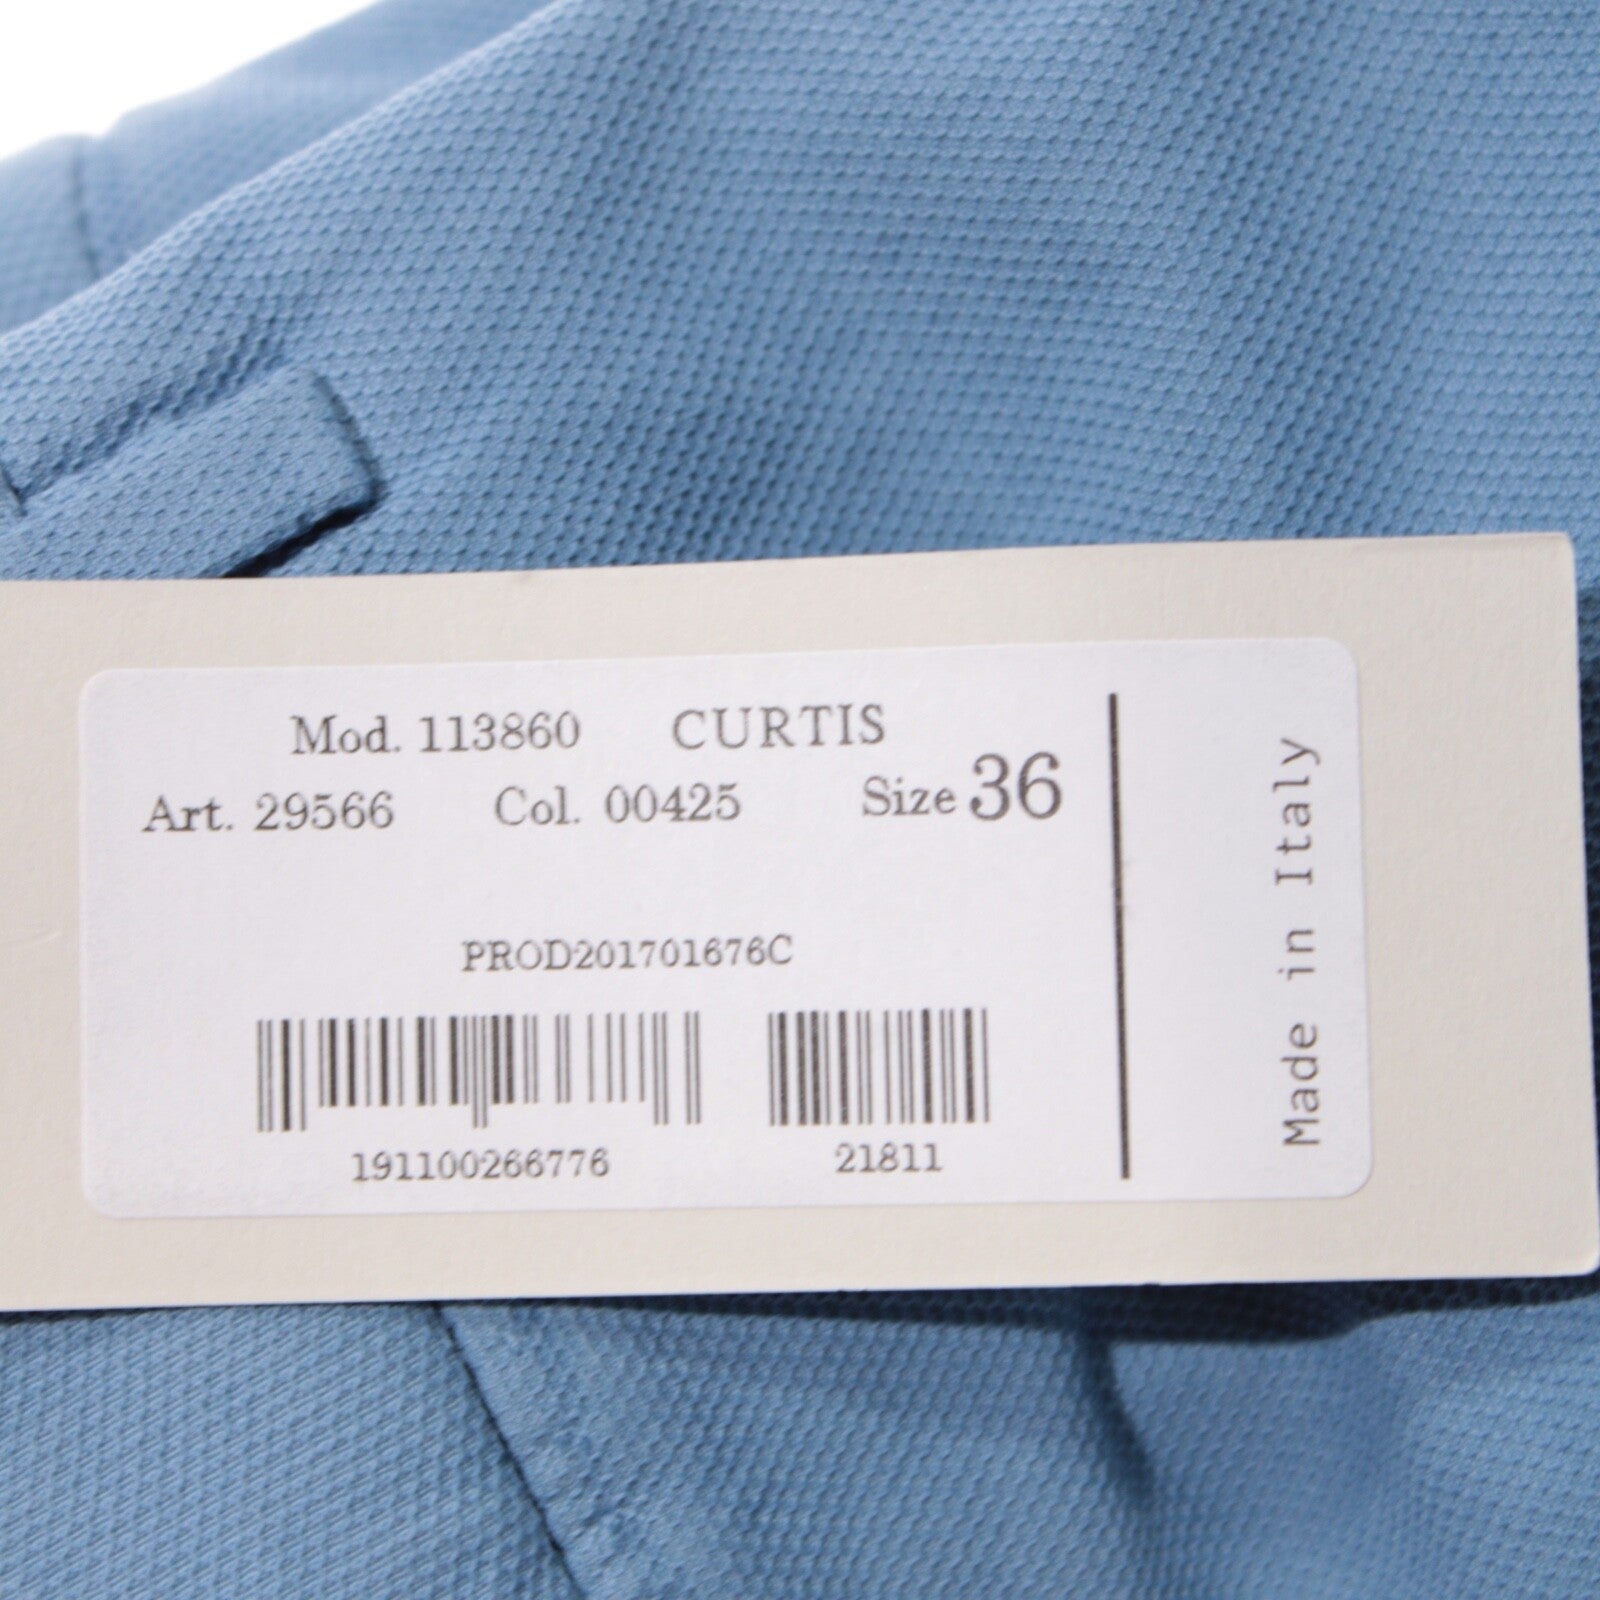 Mod. 113860 CURTIS
Art. 29566 Col. 00425 Size 36
PROD201701676C
191100266776 21811
Made in Italy